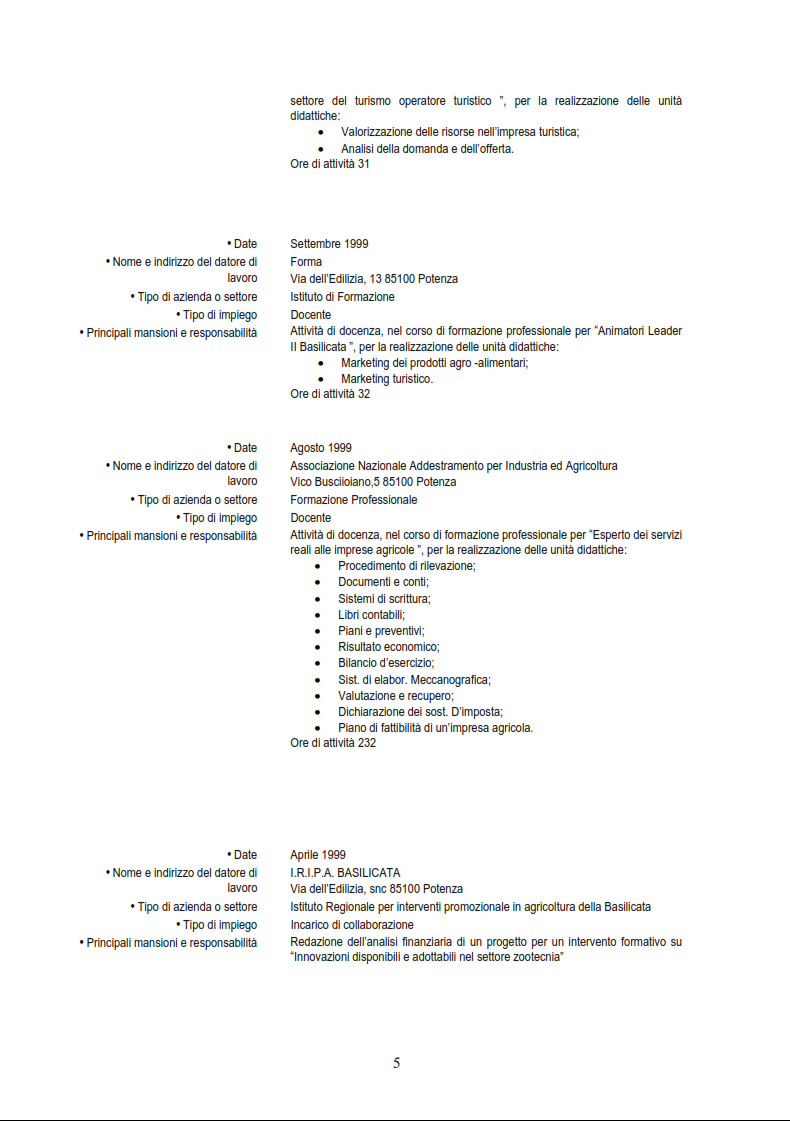 settore del turismo operatore turistico ”, per la realizzazione delle unità
didattiche:
• Valorizzazione delle risorse nell’impresa turistica;
• Analisi della domanda e dell’offerta.
Ore di attività 31
• Date Settembre 1999
• Nome e indirizzo del datore di Forma
lavoro Via dell’Edilizia, 13 85100 Potenza
• Tipo di azienda o settore Istituto di Formazione
• Tipo di impiego Docente
• Principali mansioni e responsabilità Attività di docenza, nel corso di formazione professionale per “Animatori Leader
II Basilicata ”, per la realizzazione delle unità didattiche:
• Marketing dei prodotti agro -alimentari;
• Marketing turistico.
Ore di attività 32
• Date Agosto 1999
• Nome e indirizzo del datore di Associazione Nazionale Addestramento per Industria ed Agricoltura
lavoro Vico Busciioiano,5 85100 Potenza
• Tipo di azienda o settore Formazione Professionale
• Tipo di impiego Docente
• Principali mansioni e responsabilità Attività di docenza, nel corso di formazione professionale per “Esperto dei servizi
reali alle imprese agricole ”, per la realizzazione delle unità didattiche:
• Procedimento di rilevazione;
• Documenti e conti;
• Sistemi di scrittura;
• Libri contabili;
• Piani e preventivi;
• Risultato economico;
• Bilancio d’esercizio;
• Sist. di elabor. Meccanografica;
• Valutazione e recupero;
• Dichiarazione dei sost. D’imposta;
• Piano di fattibilità di un’impresa agricola.
Ore di attività 232
• Date Aprile 1999
• Nome e indirizzo del datore di I.R.I.P.A. BASILICATA
lavoro Via dell’Edilizia, snc 85100 Potenza
• Tipo di azienda o settore Istituto Regionale per interventi promozionale in agricoltura della Basilicata
• Tipo di impiego Incarico di collaborazione
• Principali mansioni e responsabilità Redazione dell’analisi finanziaria di un progetto per un intervento formativo su
“Innovazioni disponibili e adottabili nel settore zootecnia”
5